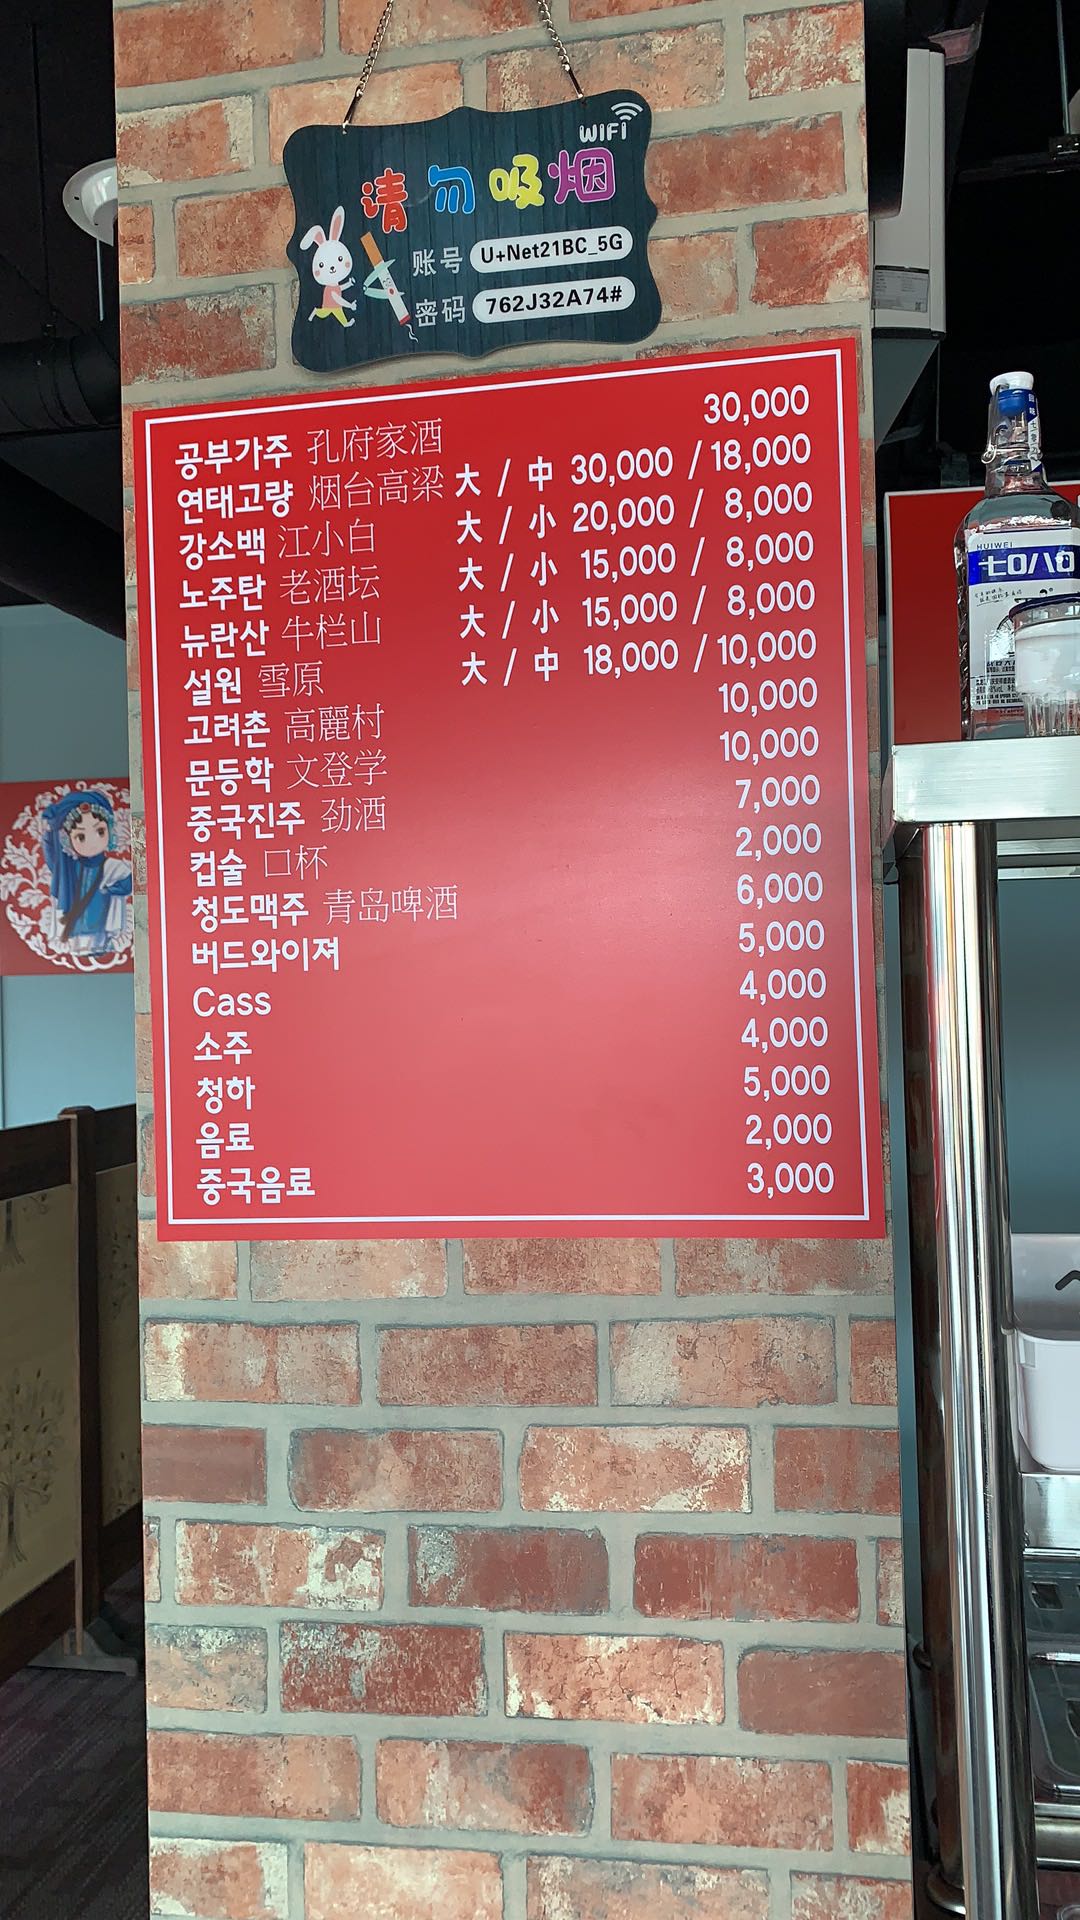 WIFI
请勿吸烟
账号 U+Net21BC_5G
密码 762J32A74#
공부가주 孔府家酒 30,000
연태고량 烟台高梁 大 / 中 30,000 / 18,000
강소백 江小白 大 / 小 20,000 / 8,000
노주탄 老酒坛 大 / 小 15,000 / 8,000
뉴란산 牛栏山 大 / 小 15,000 / 8,000
설원 雪原 大 / 中 18,000 / 10,000
고려촌 高麗村 10,000
문등학 文登学 10,000
중국진주 劲酒 7,000
컵술 口杯 2,000
청도맥주 青岛啤酒 6,000
버드와이져 5,000
Cass 4,000
소주 4,000
청하 5,000
음료 2,000
중국음료 3,000
HUIWEI
七0八0